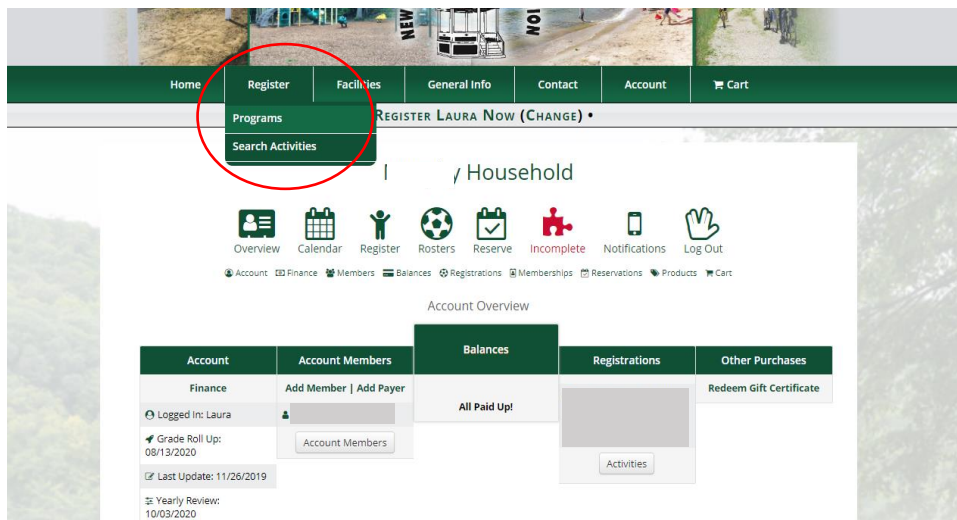 NEW
NOI
Home Register Facilities General Info Contact Account Cart
Programs
Register Laura Now (Change) •
Search Activities
y Household
Overview Calendar Register Rosters Reserve Incomplete Notifications Log Out
Account Finance Members Balances Registrations Memberships Reservations Products Cart
Account Overview
Account Account Members Balances Registrations Other Purchases
Finance Add Member | Add Payer Redeem Gift Certificate
All Paid Up!
Logged In: Laura
Grade Roll Up:
08/13/2020
Account Members
Activities
Last Update: 11/26/2019
Yearly Review:
10/03/2020